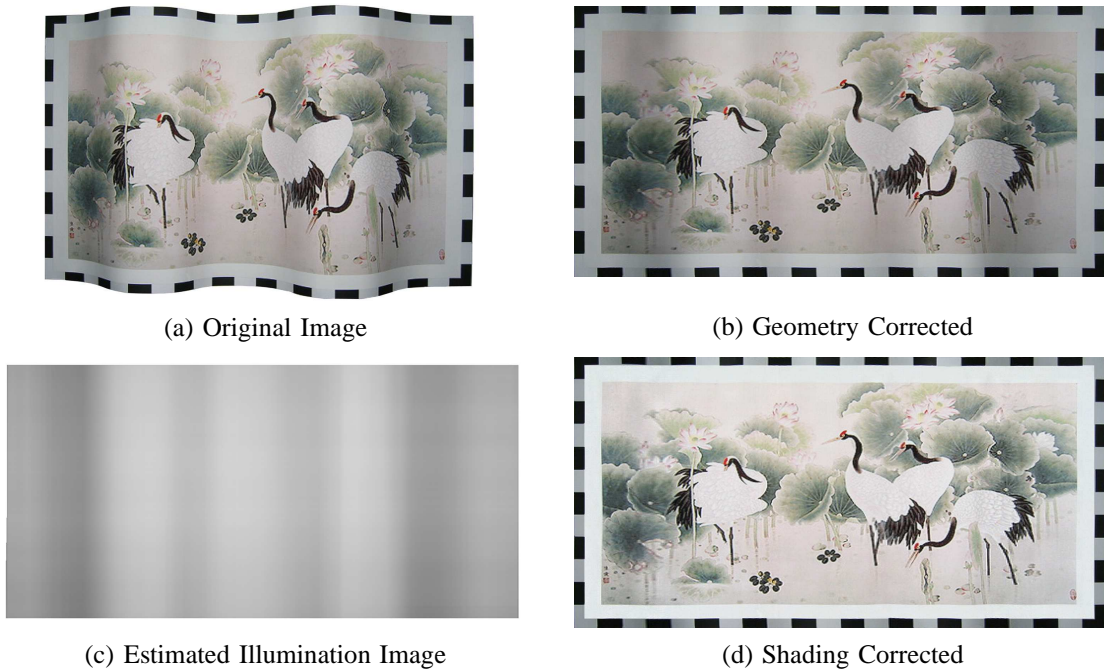 (a) Original Image
(b) Geometry Corrected
(c) Estimated Illumination Image
(d) Shading Corrected